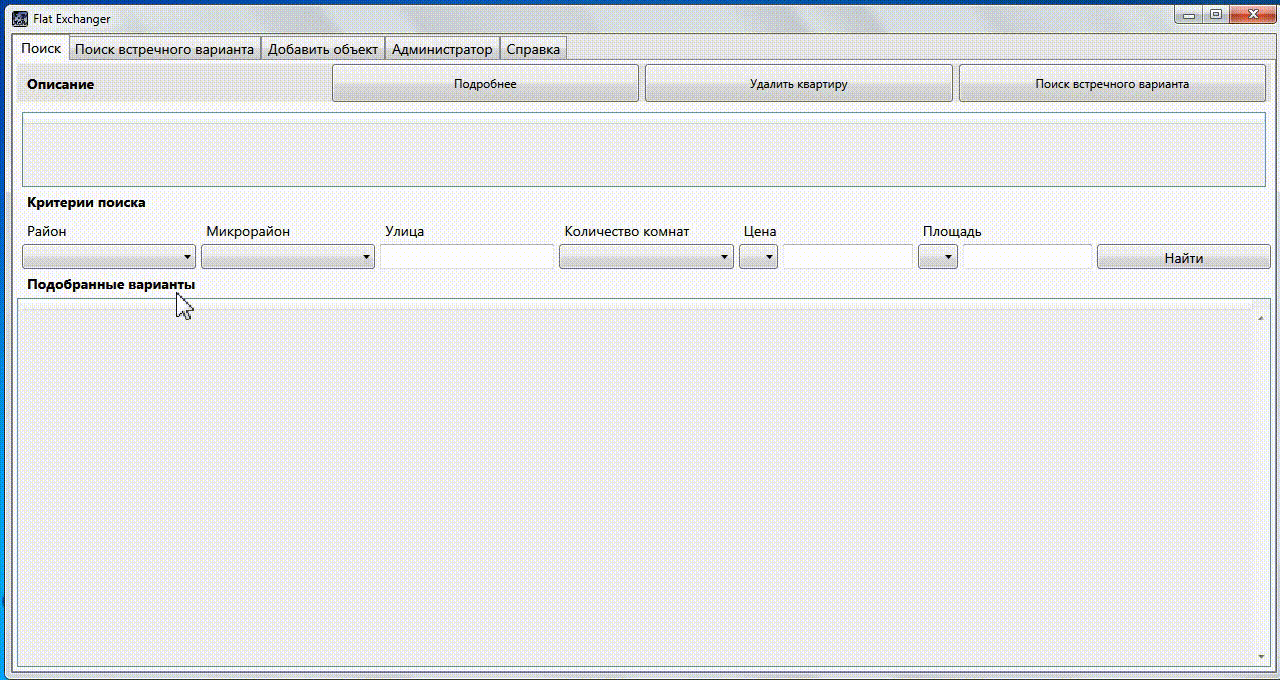 Flat Exchanger
Поиск Поиск встречного варианта Добавить объект Администратор Справка
Описание Подробнее Удалить квартиру Поиск встречного варианта
Критерии поиска
Район Микрорайон Улица Количество комнат Цена Площадь
Найти
Подобранные варианты